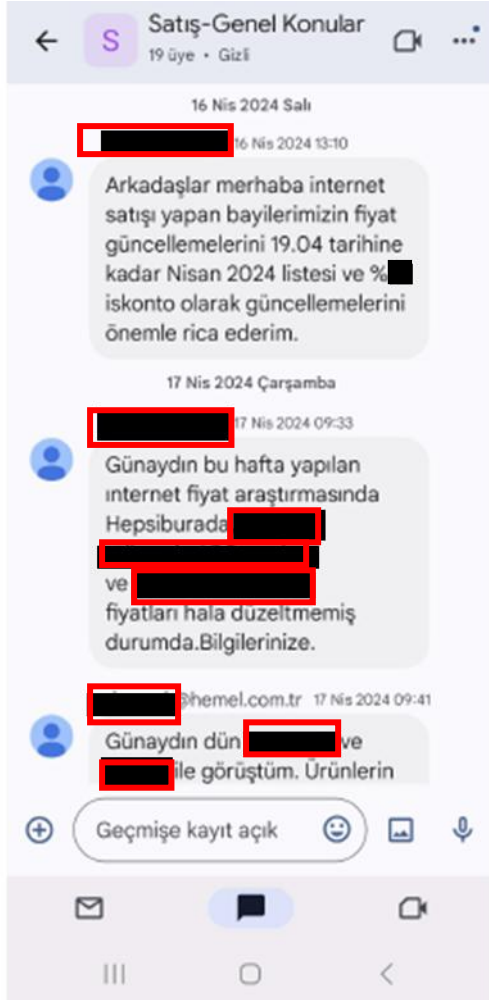 Satış-Genel Konular
S
19 üye • Gizli
16 Nis 2024 Salı
16 Nis 2024 13:10
Arkadaşlar merhaba internet
satışı yapan bayilerimizin fiyat
güncellemelerini 19.04 tarihine
kadar Nisan 2024 listesi ve %
iskonto olarak güncellemelerini
önemle rica ederim.
17 Nis 2024 Çarşamba
17 Nis 2024 09:33
Günaydın bu hafta yapılan
ınternet fiyat araştırmasında
Hepsiburada
ve
fiyatları hala düzeltmemiş
durumda.Bilgilerinize.
@hemel.com.tr 17 Nis 2024 09:41
Günaydın dün ve
ile görüştüm. Ürünlerin
Geçmişe kayıt açık